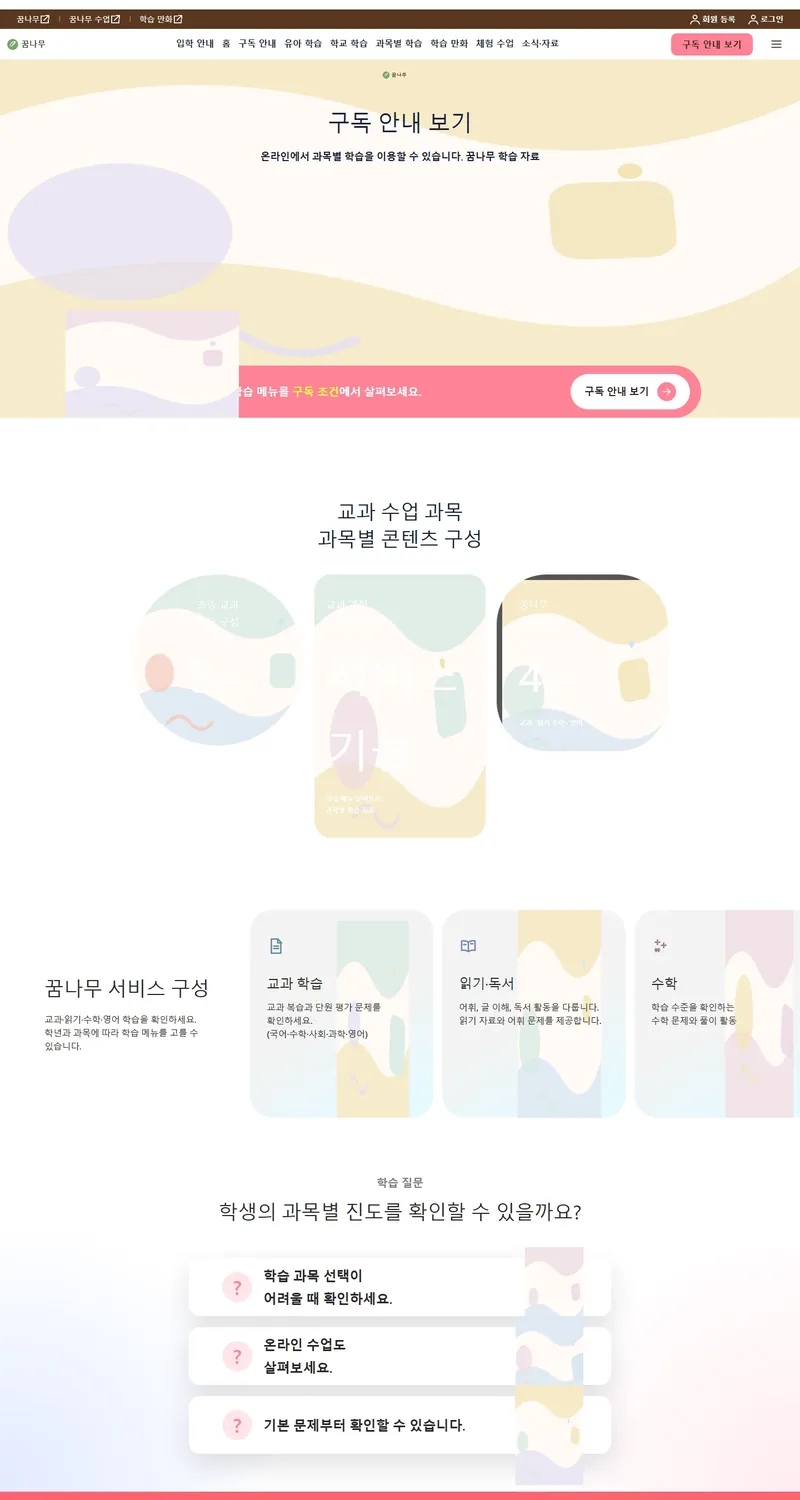 꿈나무
꿈나무 수업
학습 만화
회원 등록
로그인
꿈나무
입학 안내
홈
구독 안내
유아 학습
학교 학습
과목별 학습
학습 만화
체험 수업
소식·자료
구독 안내 보기
꿈나무
구독 안내 보기
온라인에서 과목별 학습을 이용할 수 있습니다. 꿈나무 학습 자료
메뉴를 구독 조건에서 살펴보세요.
구독 안내 보기
교과 수업 과목
과목별 콘텐츠 구성
꿈나무
4
꿈나무 서비스 구성
교과·읽기·수학·영어 학습을 확인하세요.
학년과 과목에 따라 학습 메뉴를 고를 수
있습니다.
교과 학습
교과 복습과 단원 평가 문제를
확인하세요.
(국어·수학·사회·과학·영어)
읽기·독서
어휘, 글 이해, 독서 활동을 다룹니다.
읽기 자료와 어휘 문제를 제공합니다.
수학
학습 수준을 확인하는
수학 문제와 풀이 활동
학습 질문
학생의 과목별 진도를 확인할 수 있을까요?
?
학습 과목 선택이
어려울 때 확인하세요.
?
온라인 수업도
살펴보세요.
?
기본 문제부터 확인할 수 있습니다.